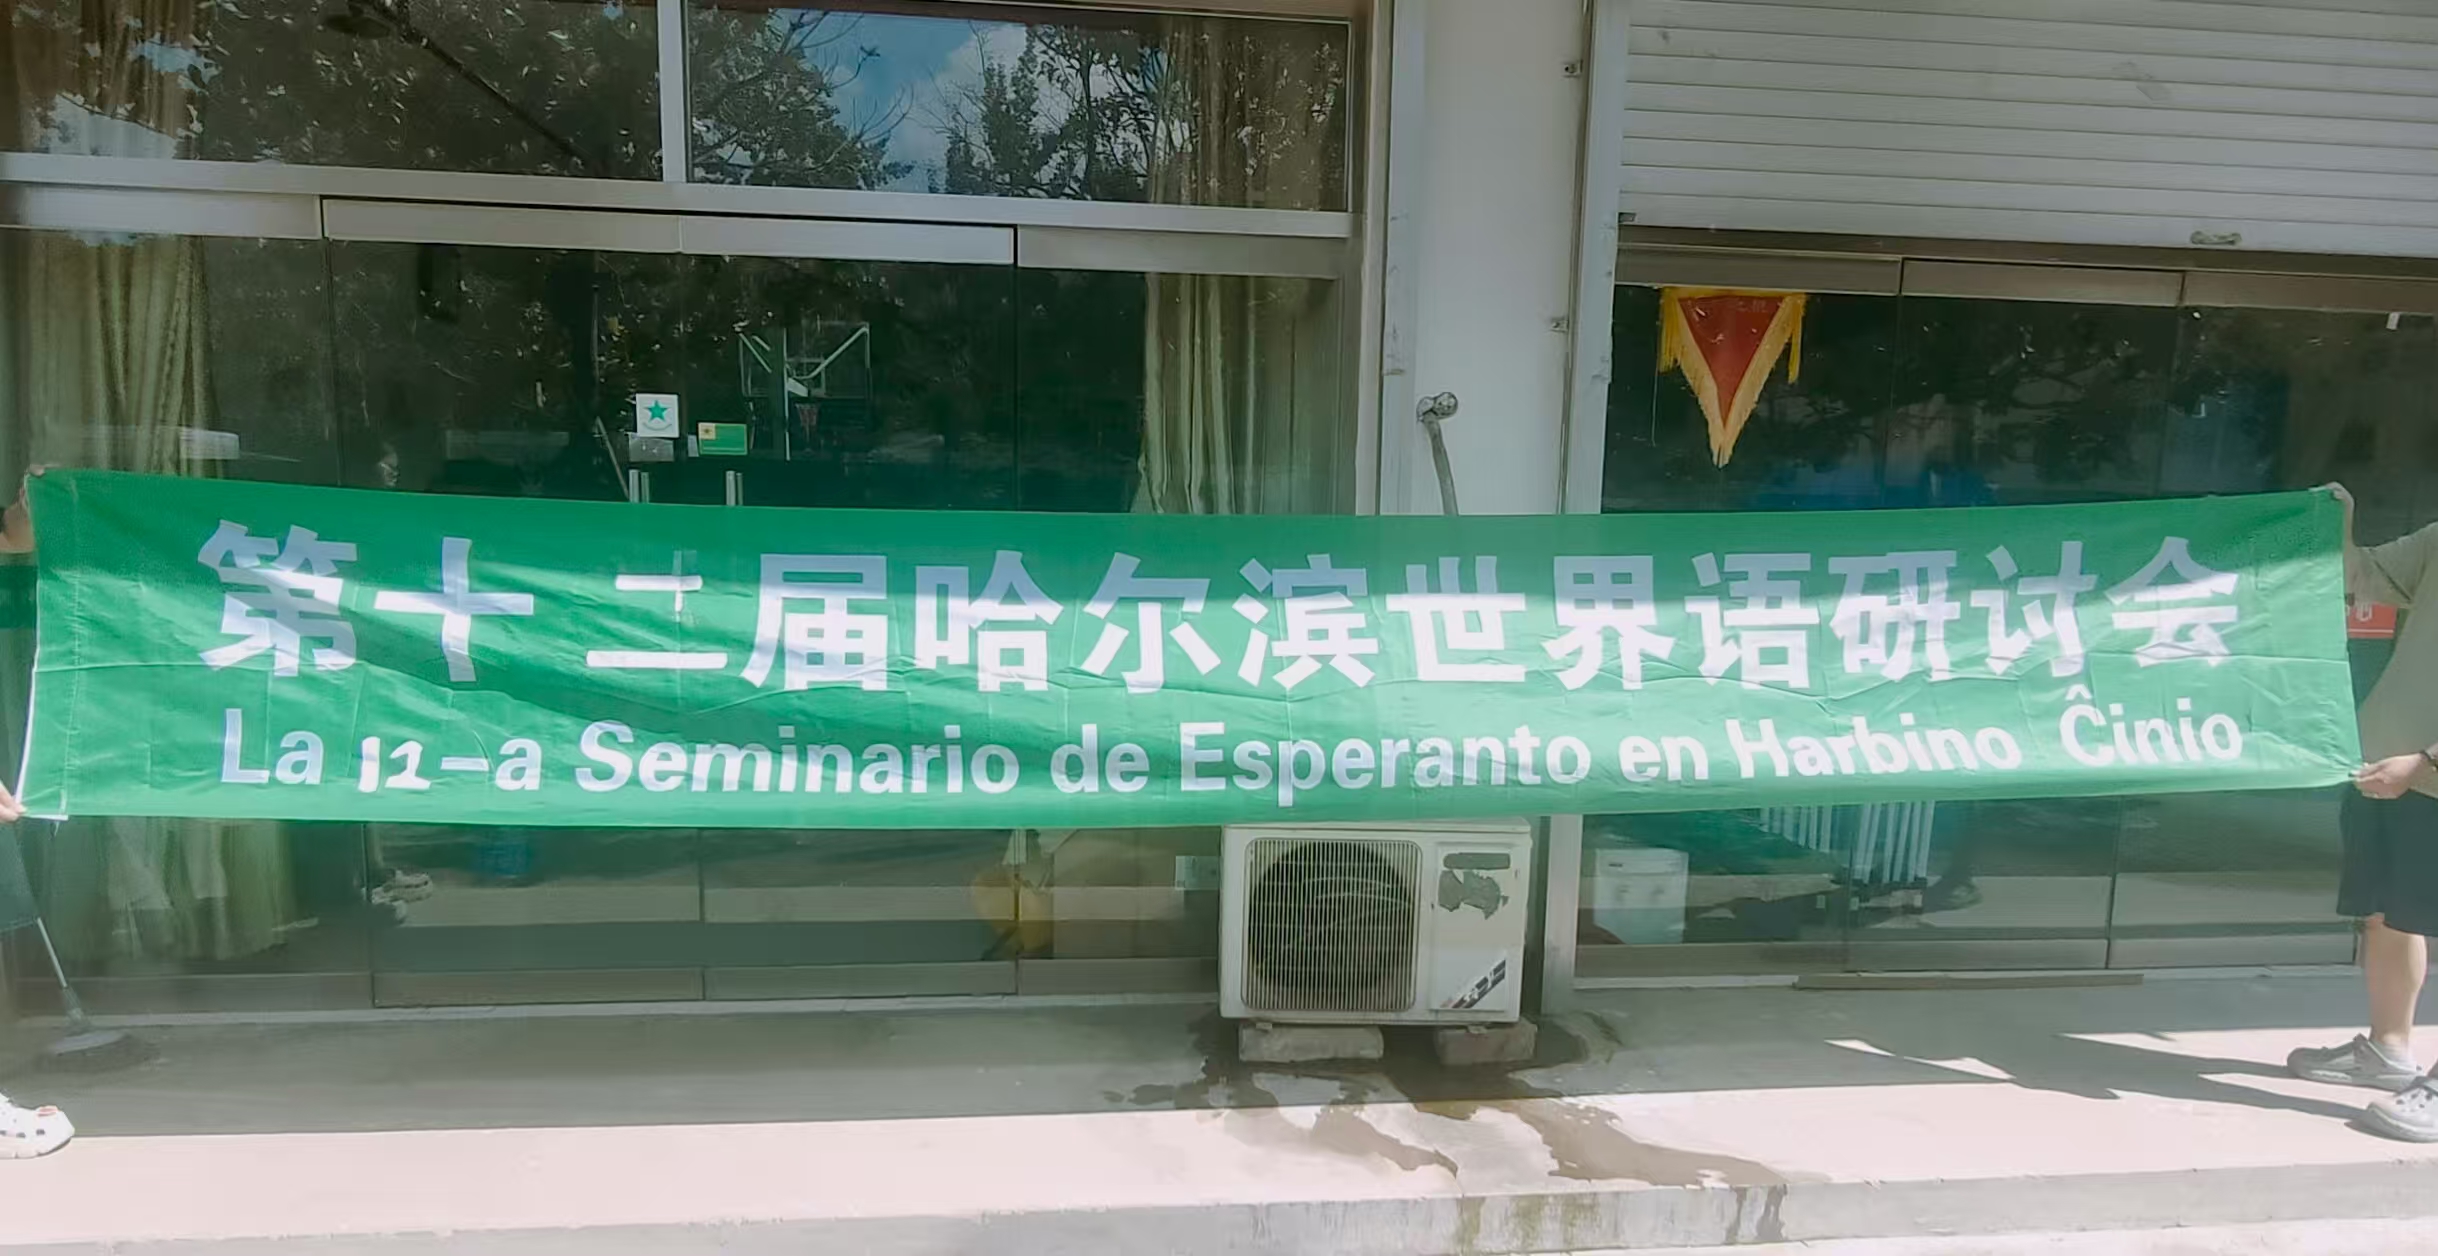 第十二届哈尔滨世界语研讨会
La 12-a Seminario de Esperanto en Harbino Ĉinio